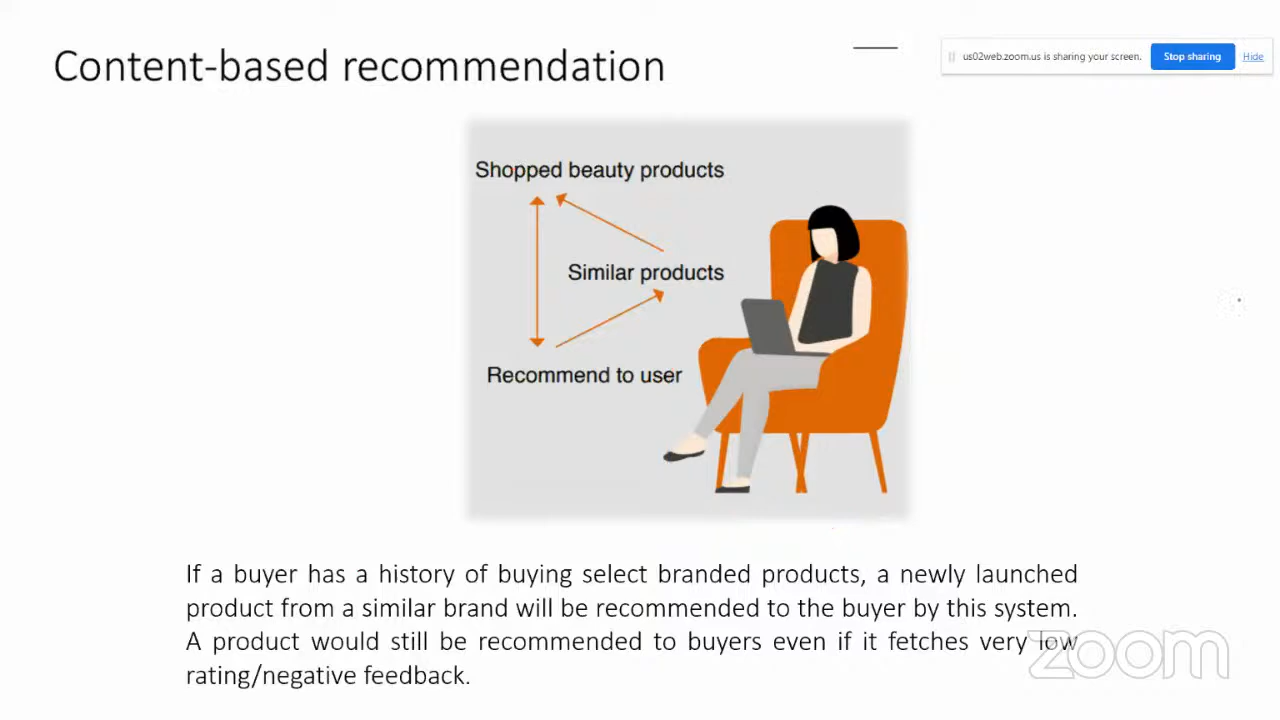 Content-based recommendation
us02web.zoom.us is sharing your screen.
Stop sharing
Hide
Shopped beauty products
Similar products
Recommend to user
If a buyer has a history of buying select branded products, a newly launched
product from a similar brand will be recommended to the buyer by this system.
A product would still be recommended to buyers even if it fetches very low
rating/negative feedback.
zoom